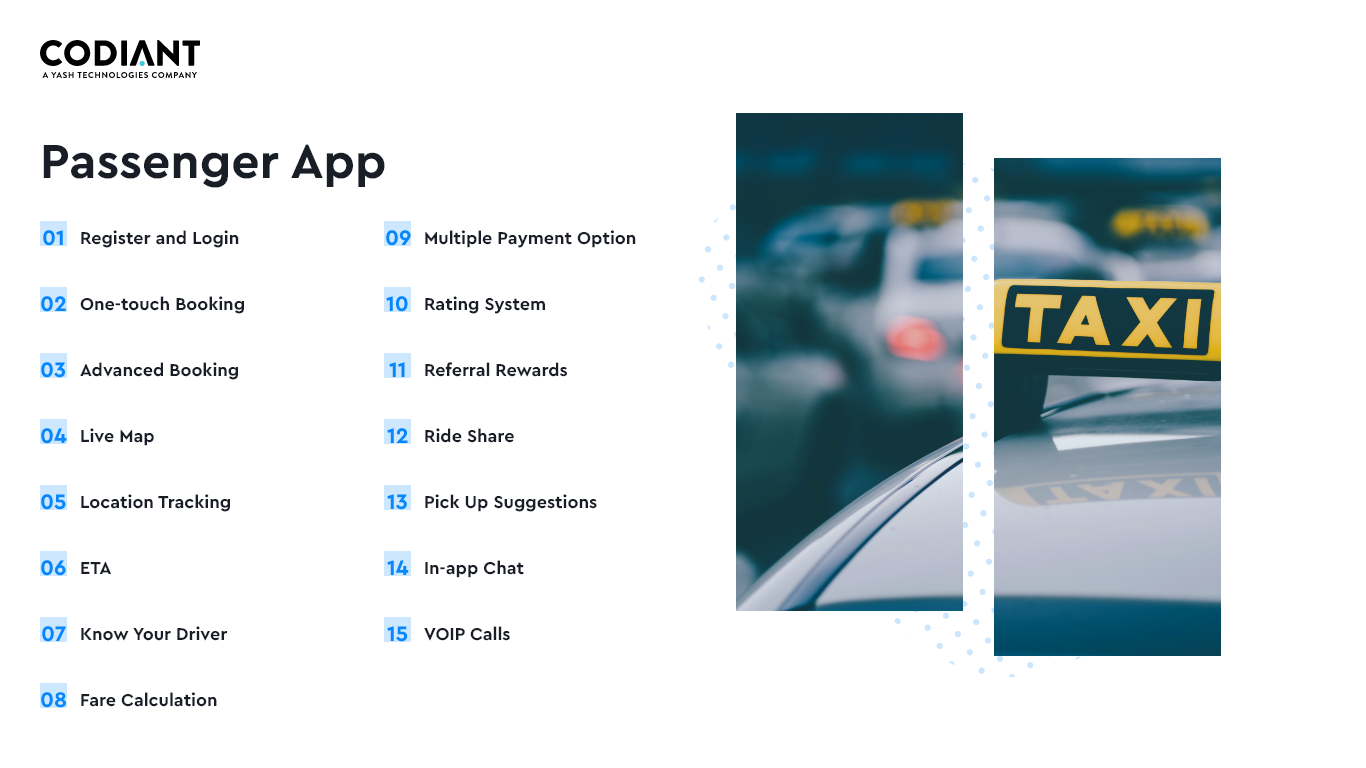 CODIANT
A YASH TECHNOLOGIES COMPANY
Passenger App
01 Register and Login
02 One-touch Booking
03 Advanced Booking
04 Live Map
05 Location Tracking
06 ETA
07 Know Your Driver
08 Fare Calculation
09 Multiple Payment Option
10 Rating System
11 Referral Rewards
12 Ride Share
13 Pick Up Suggestions
14 In-app Chat
15 VOIP Calls
TAXI